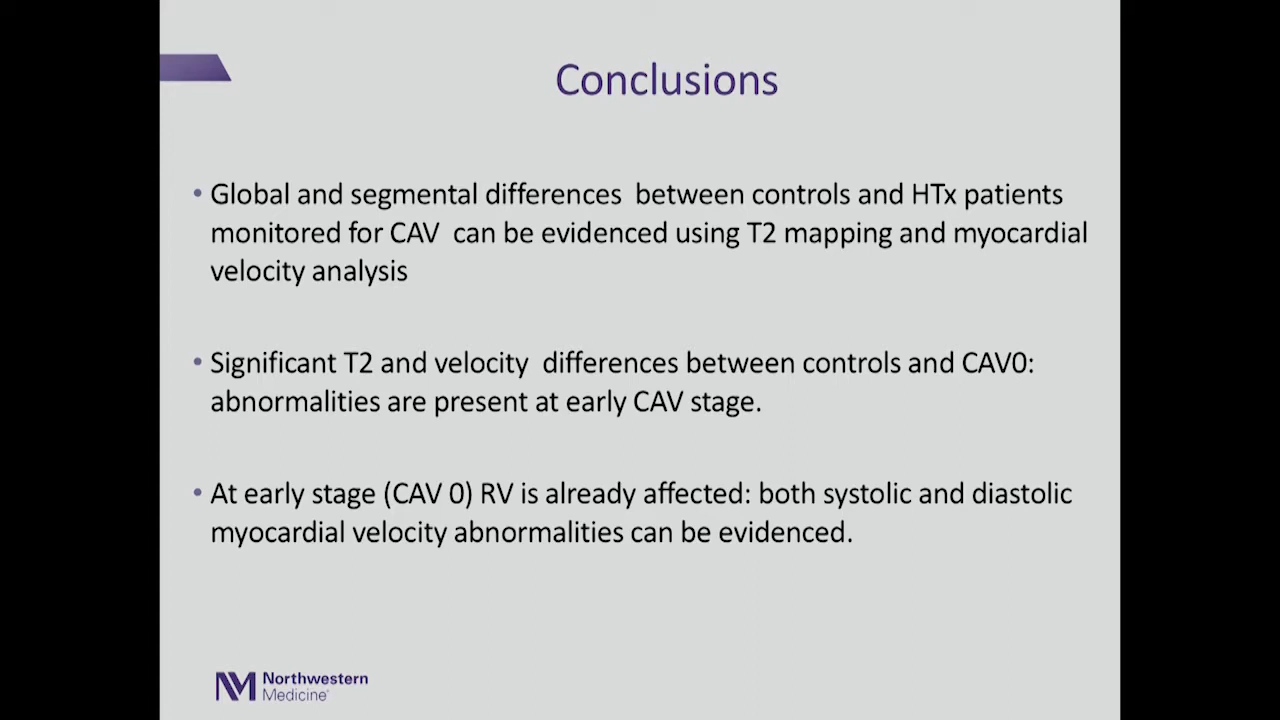 Conclusions
• Global and segmental differences between controls and HTx patients
monitored for CAV can be evidenced using T2 mapping and myocardial
velocity analysis
• Significant T2 and velocity differences between controls and CAV0:
abnormalities are present at early CAV stage.
• At early stage (CAV 0) RV is already affected: both systolic and diastolic
myocardial velocity abnormalities can be evidenced.
NM Northwestern
Medicine®